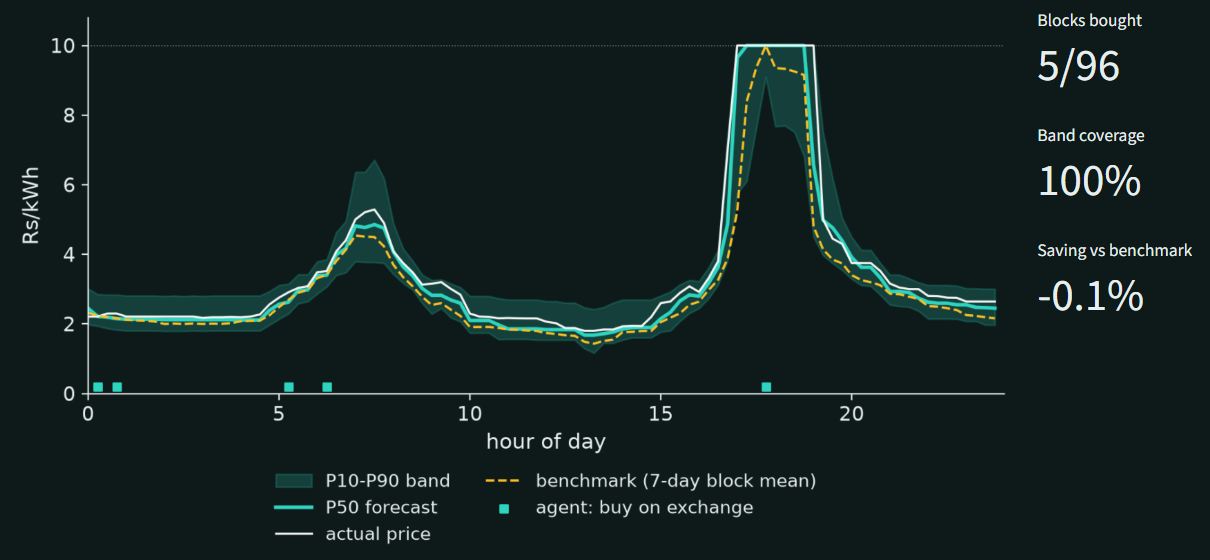 10
8
6
4
2
0
Rs/kWh
0 5 10 15 20
hour of day
P10-P90 band
P50 forecast
actual price
benchmark (7-day block mean)
agent: buy on exchange
Blocks bought
5/96
Band coverage
100%
Saving vs benchmark
-0.1%